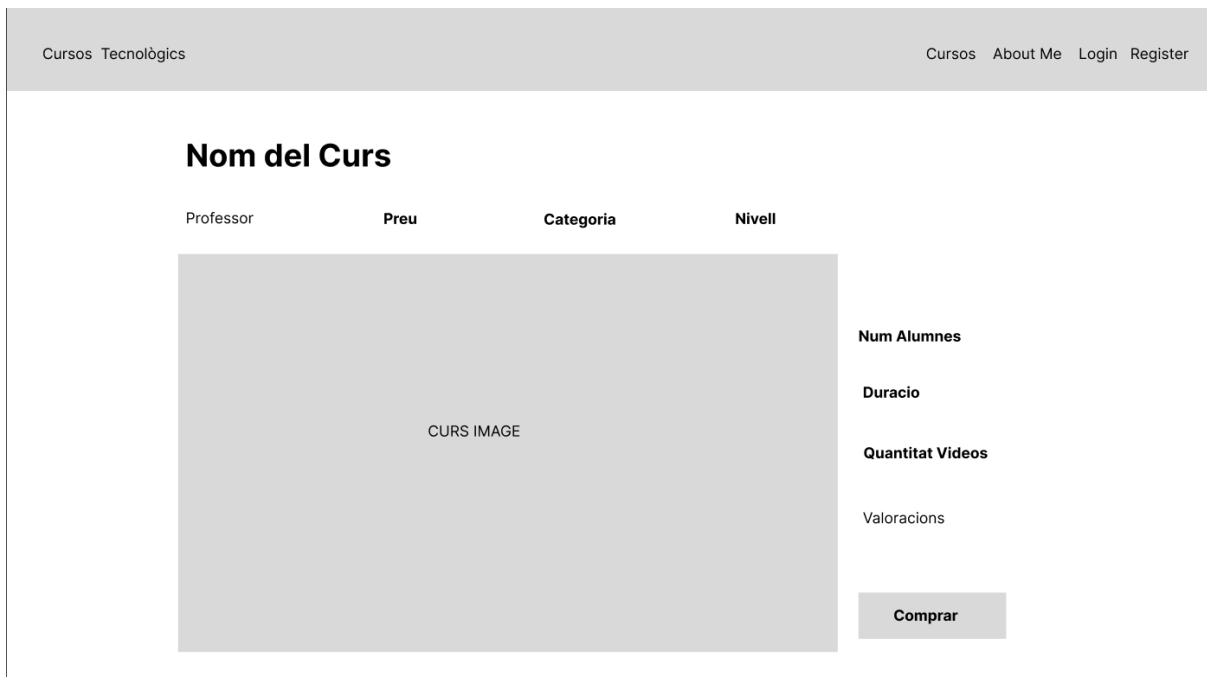 Cursos Tecnològics
Cursos About Me Login Register
Nom del Curs
Professor Preu Categoria Nivell
CURS IMAGE
Num Alumnes
Duracio
Quantitat Videos
Valoracions
Comprar